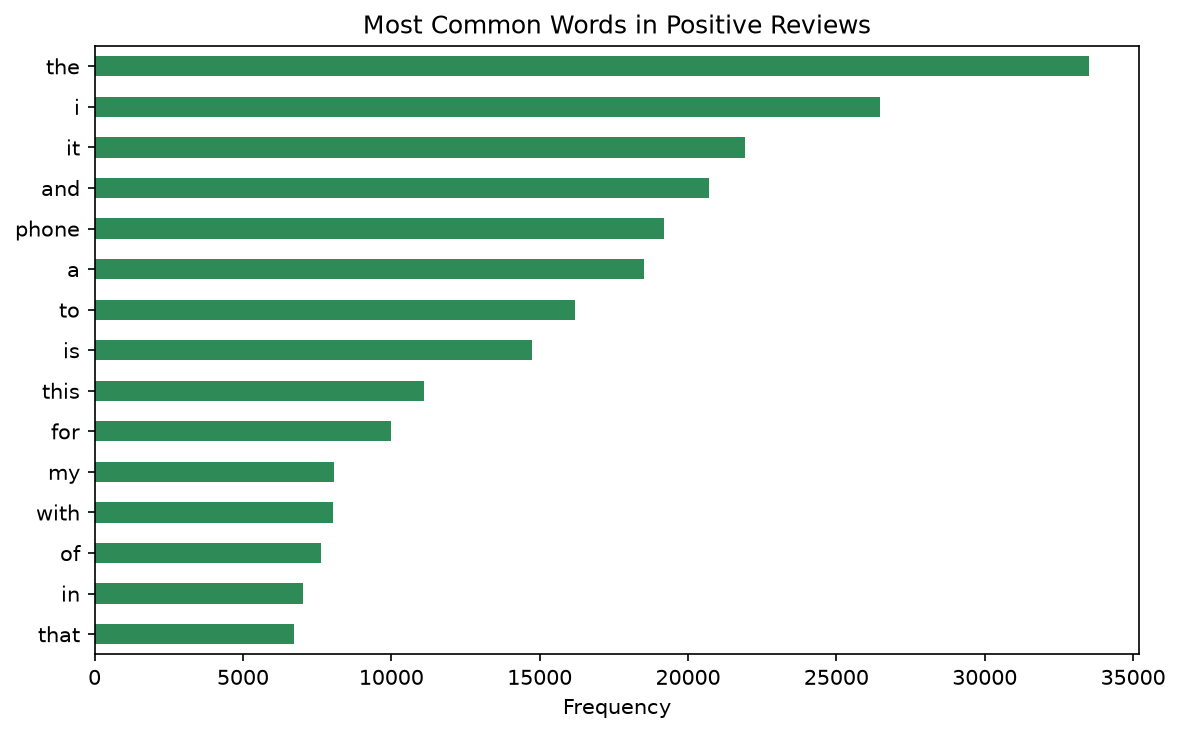 Most Common Words in Positive Reviews
the
i
it
and
phone
a
to
is
this
for
my
with
of
in
that
0 5000 10000 15000 20000 25000 30000 35000
Frequency